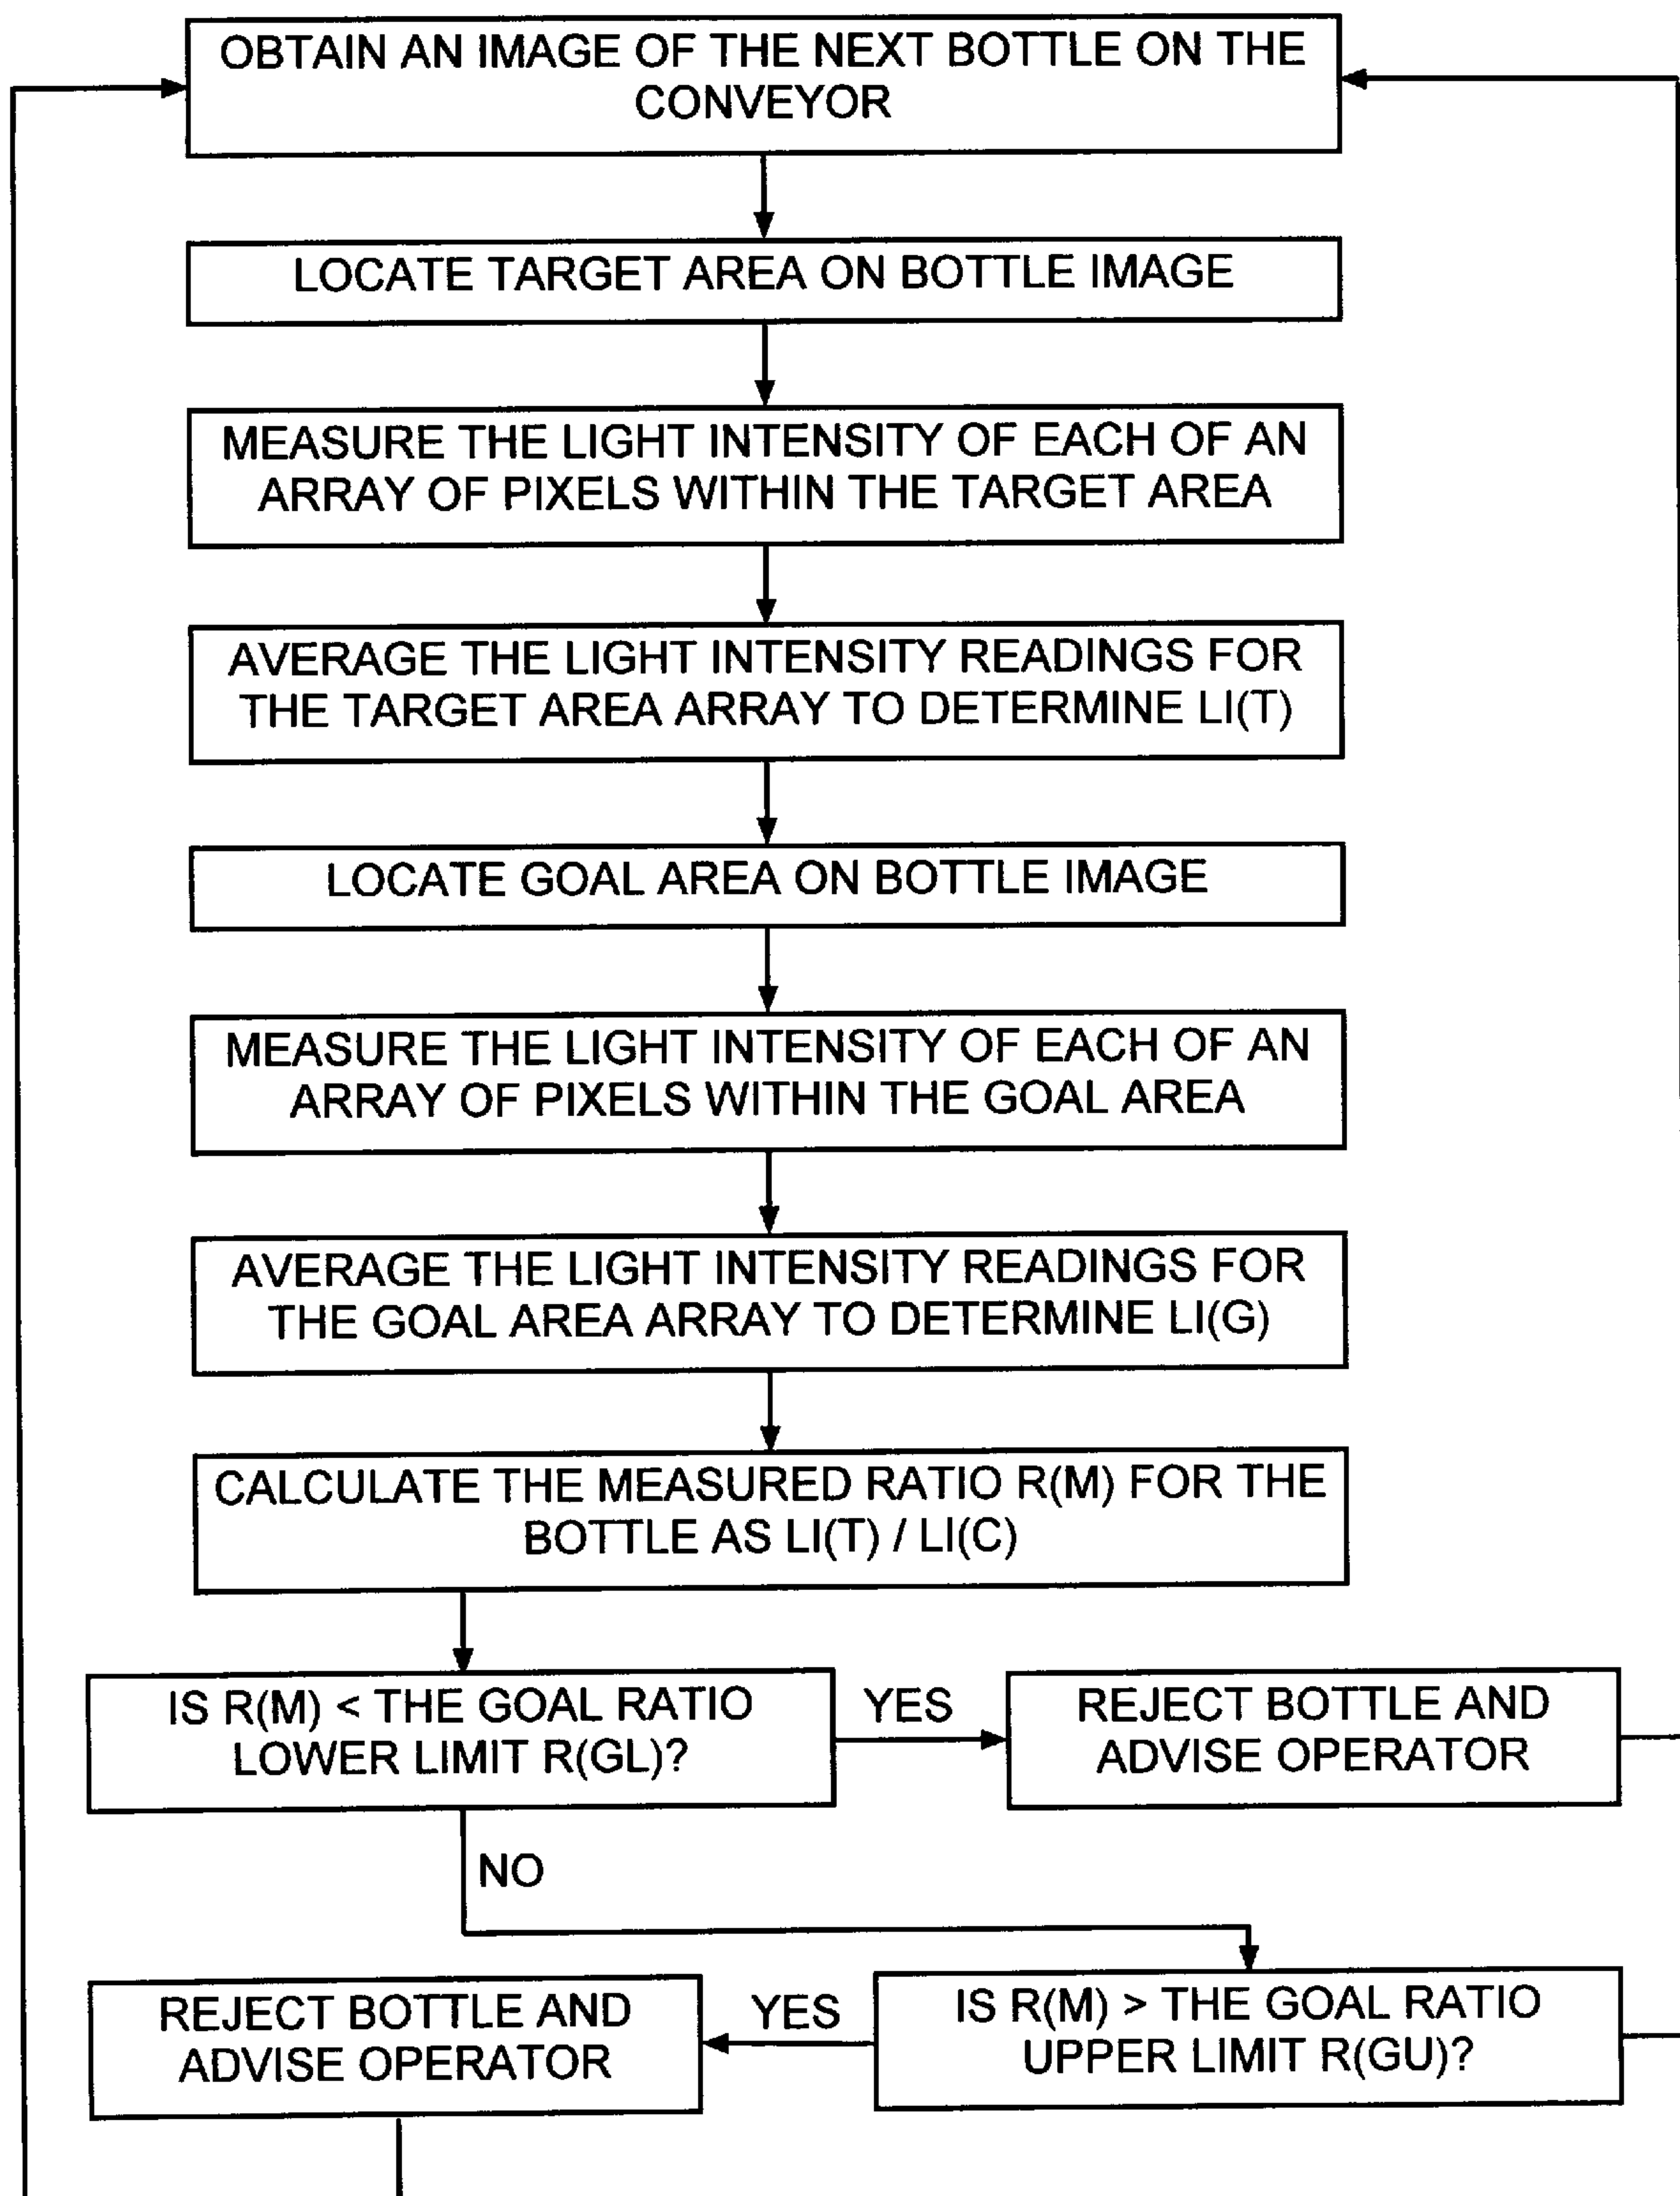 OBTAIN AN IMAGE OF THE NEXT BOTTLE ON THE
CONVEYOR
LOCATE TARGET AREA ON BOTTLE IMAGE
MEASURE THE LIGHT INTENSITY OF EACH OF AN
ARRAY OF PIXELS WITHIN THE TARGET AREA
AVERAGE THE LIGHT INTENSITY READINGS FOR
THE TARGET AREA ARRAY TO DETERMINE LI(T)
LOCATE GOAL AREA ON BOTTLE IMAGE
MEASURE THE LIGHT INTENSITY OF EACH OF AN
ARRAY OF PIXELS WITHIN THE GOAL AREA
AVERAGE THE LIGHT INTENSITY READINGS FOR
THE GOAL AREA ARRAY TO DETERMINE LI(G)
CALCULATE THE MEASURED RATIO R(M) FOR THE
BOTTLE AS LI(T) / LI(C)
IS R(M) < THE GOAL RATIO
LOWER LIMIT R(GL)?
YES
REJECT BOTTLE AND
ADVISE OPERATOR
NO
REJECT BOTTLE AND
ADVISE OPERATOR
YES
IS R(M) > THE GOAL RATIO
UPPER LIMIT R(GU)?